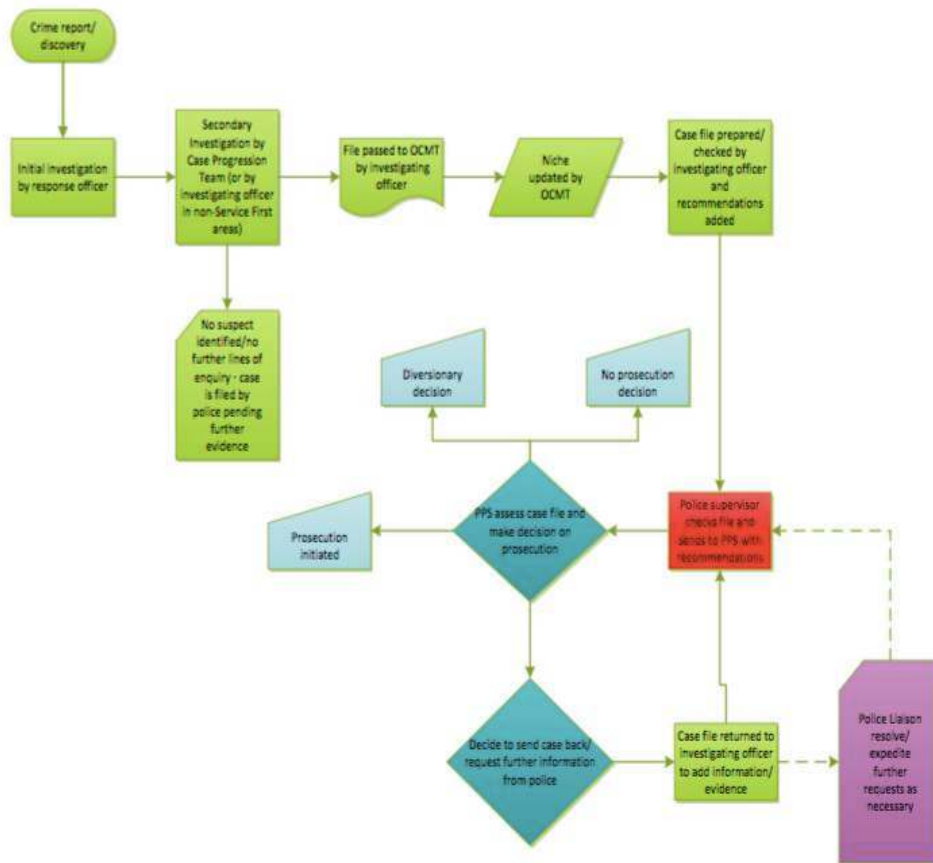 Crime report/
discovery
Initial investigation
by response officer
Secondary
Investigation by
Case Progression
Team (or by
investigating officer
in non-Service First
areas)
File passed to OCMT
by investigating
officer
Niche
updated by
OCMT
Case file prepared/
checked by
investigating officer
and
recommendations
added
No suspect
identified/no
further lines of
enquiry - case
is filed by
police pending
further
evidence
Diversionary
decision
No prosecution
decision
Prosecution
initiated
PPS assess case file and
make decision on
prosecution
Police supervisor
checks file and
sends to PPS with
recommendations
Decide to send case back/
request further information
from police
Case file returned to
investigating officer
to add information/
evidence
Police Liaison
resolve/
expedite
further
requests as
necessary